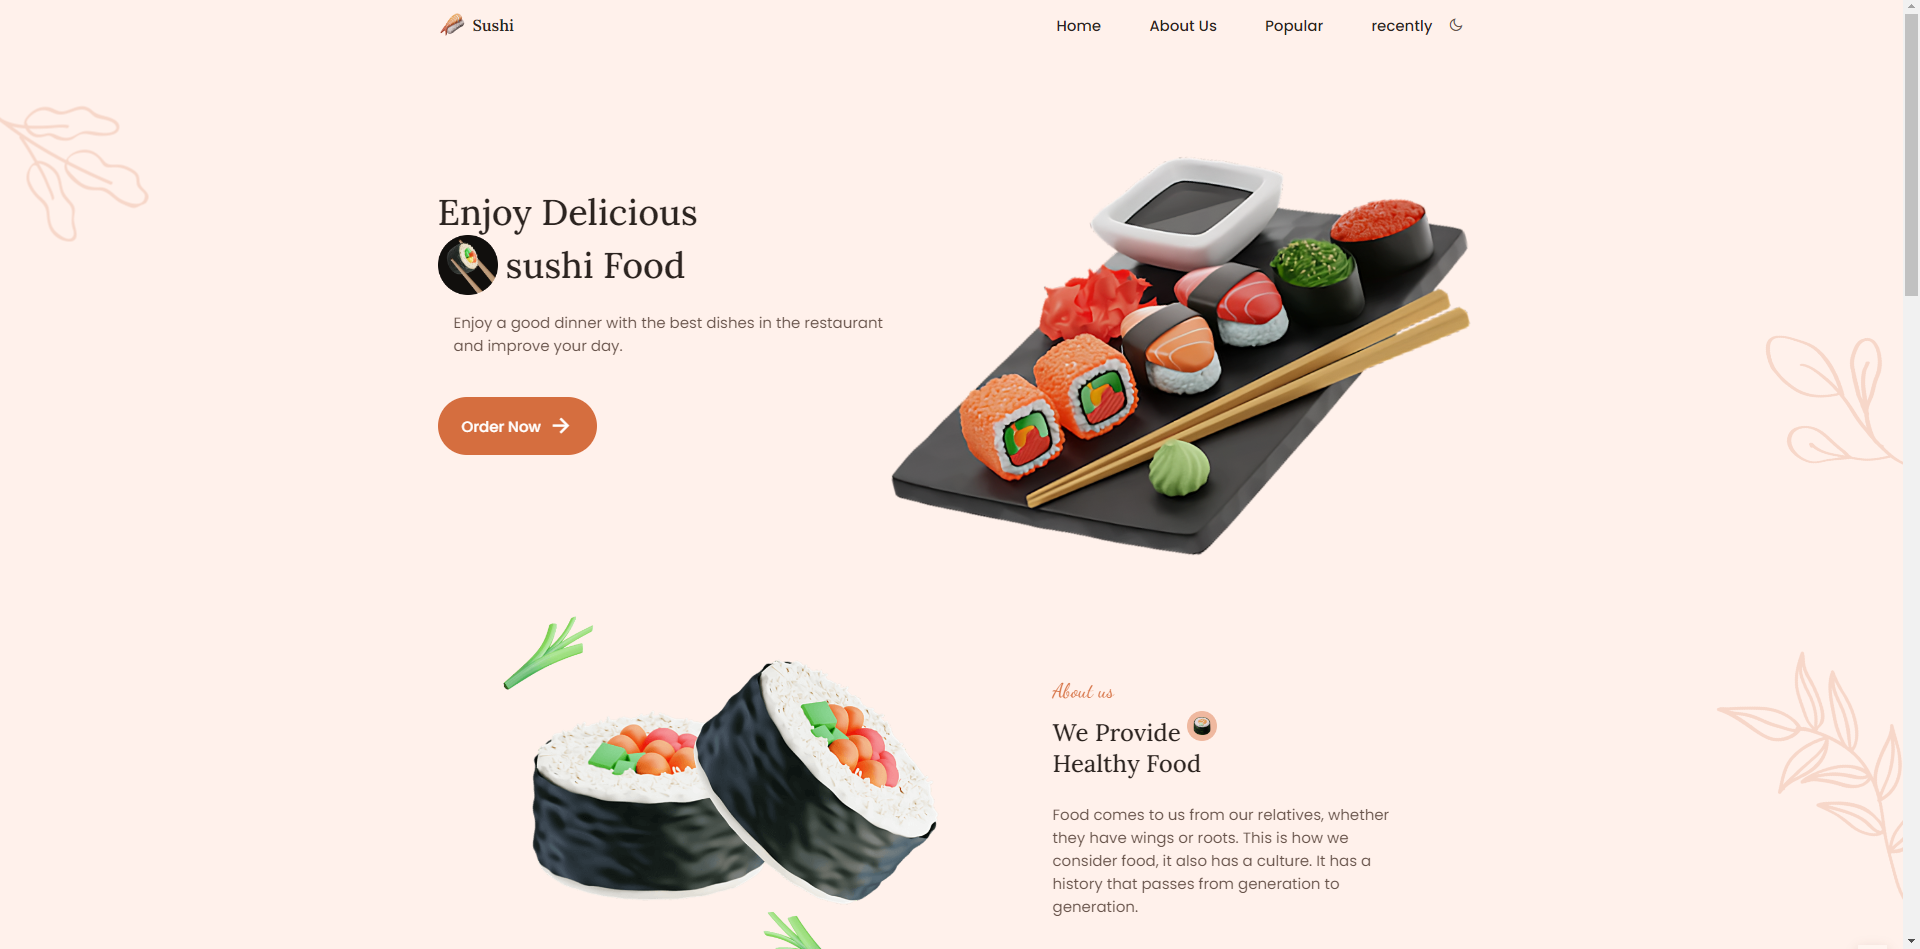 Sushi
Home
About Us
Popular
recently
Enjoy Delicious
sushi Food
Enjoy a good dinner with the best dishes in the restaurant
and improve your day.
Order Now
About us
We Provide
Healthy Food
Food comes to us from our relatives, whether
they have wings or roots. This is how we
consider food, it also has a culture. It has a
history that passes from generation to
generation.